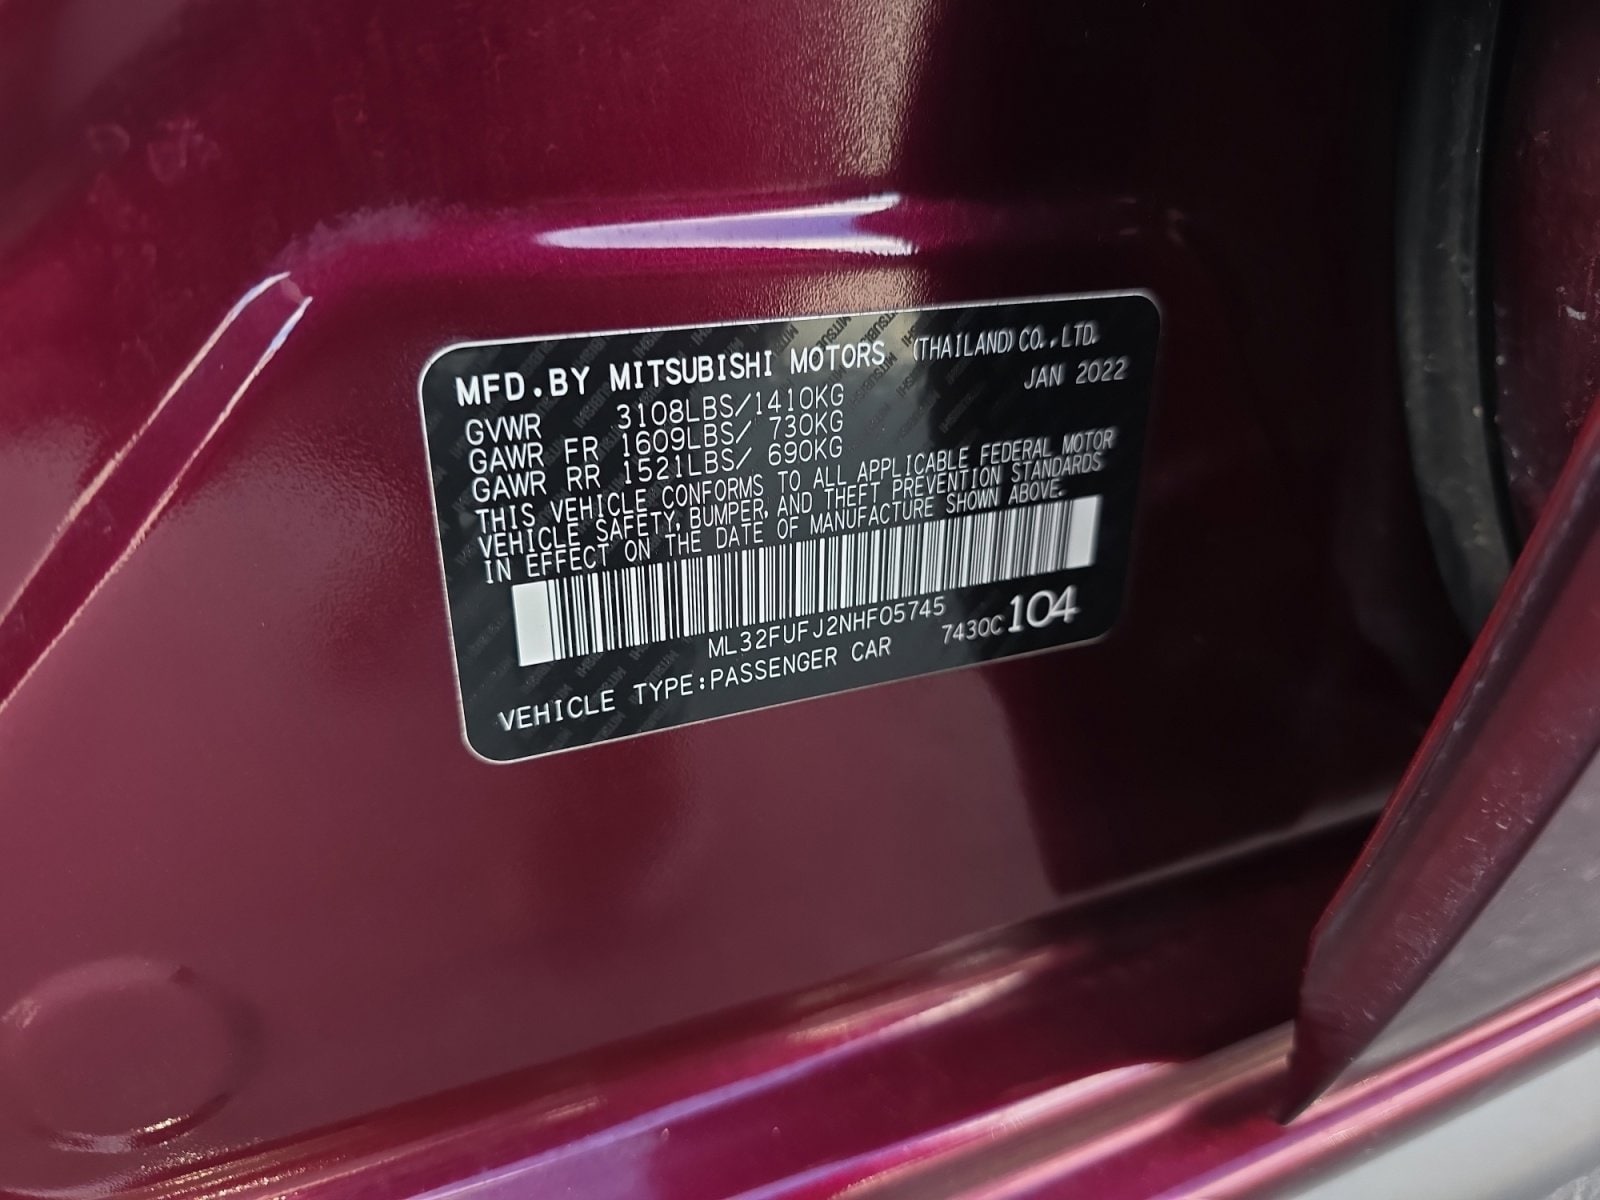 MFD.BY MITSUBISHI MOTORS (THAILAND) CO.,LTD.
JAN 2022
GVWR 3108LBS/1410KG
GAWR FR 1609LBS/ 730KG
GAWR RR 1521LBS/ 690KG
THIS VEHICLE CONFORMS TO ALL APPLICABLE FEDERAL MOTOR
VEHICLE SAFETY, BUMPER, AND THEFT PREVENTION STANDARDS
IN EFFECT ON THE DATE OF MANUFACTURE SHOWN ABOVE.
ML32FUFJ2NHF05745
7430C104
VEHICLE TYPE:PASSENGER CAR